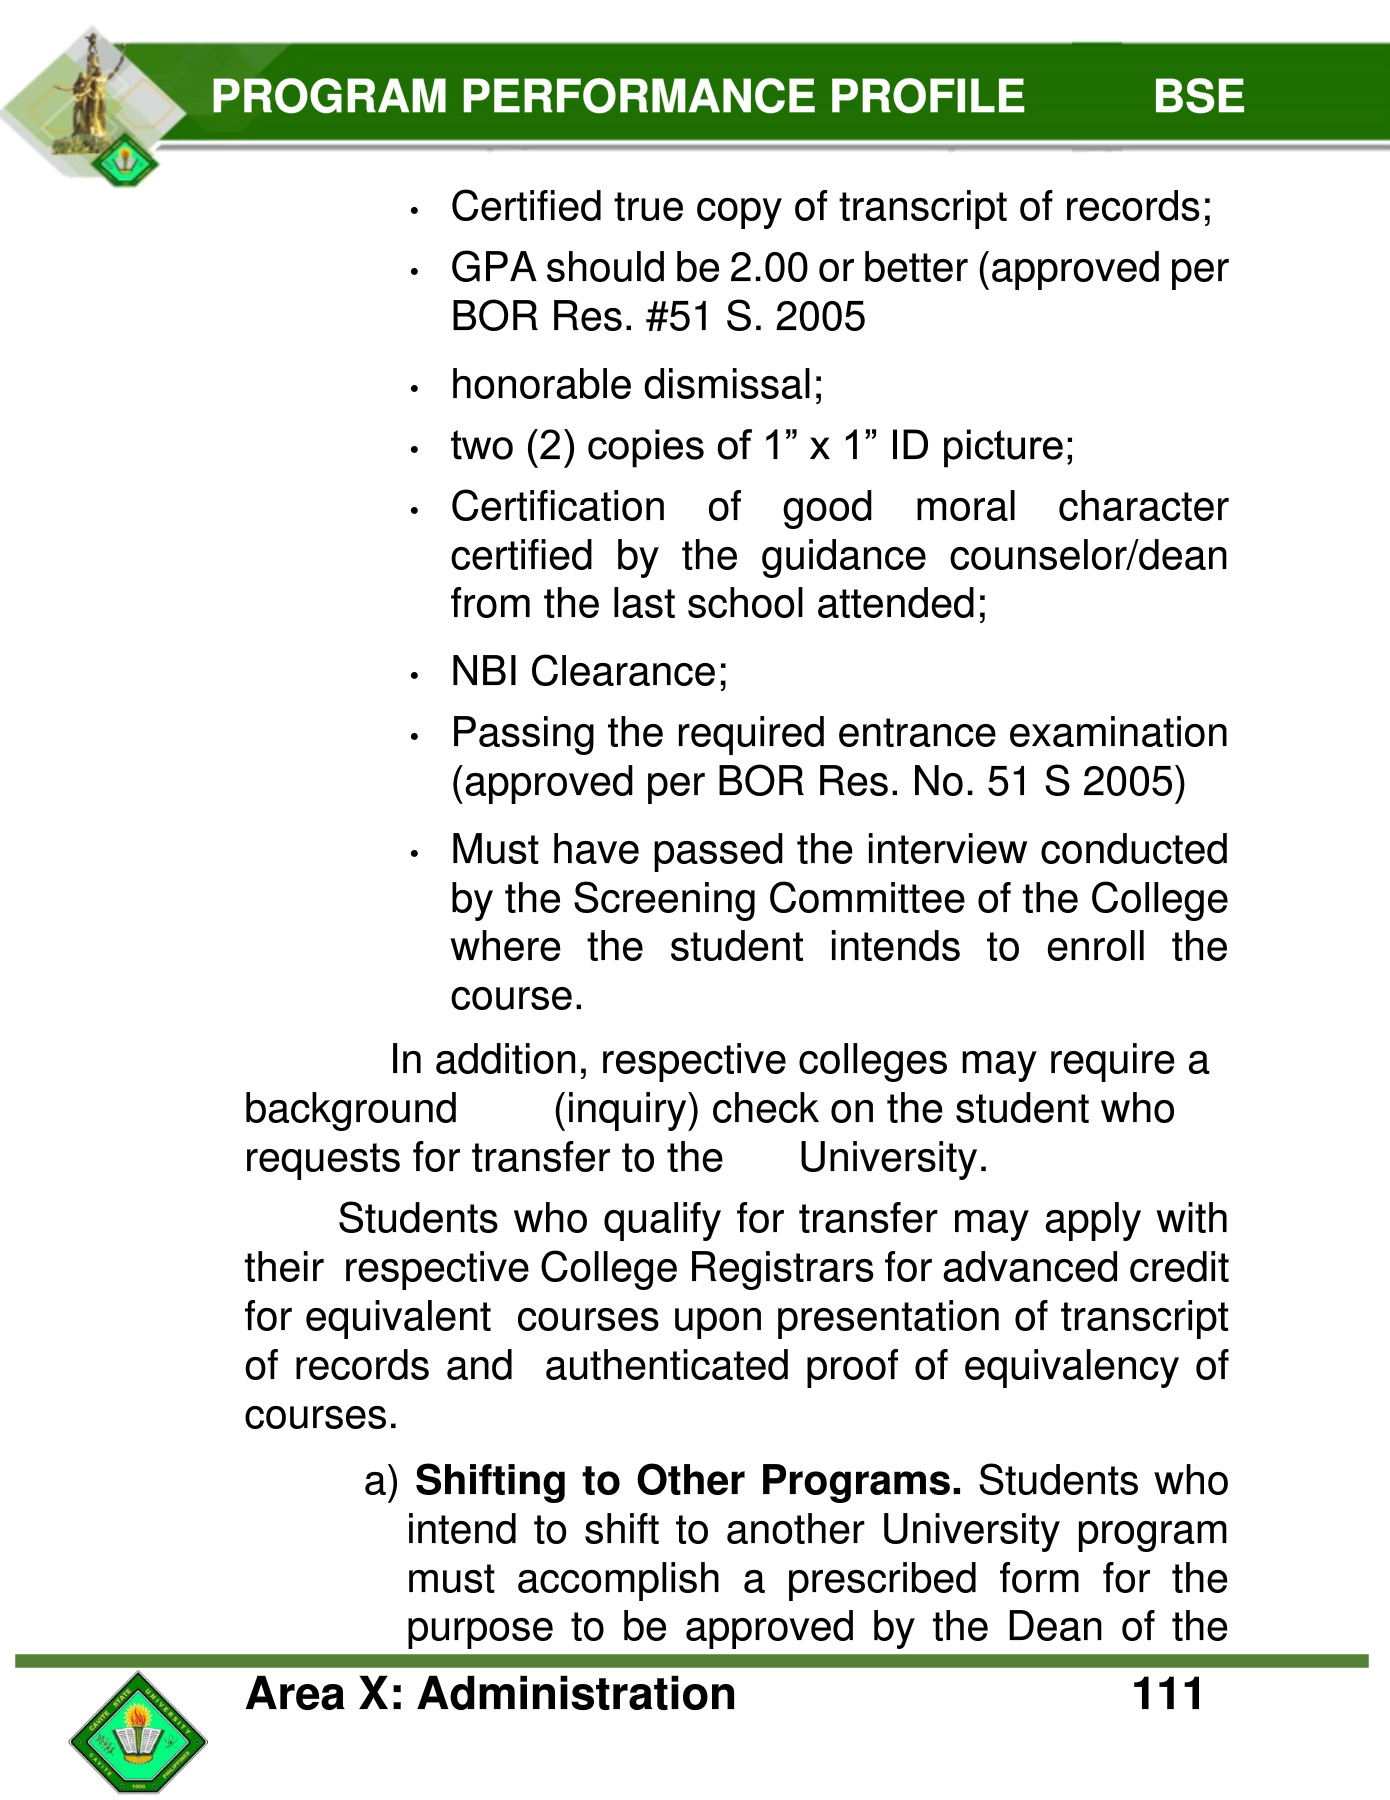 PROGRAM PERFORMANCE PROFILE BSE
• Certified true copy of transcript of records;
• GPA should be 2.00 or better (approved per
BOR Res. #51 S. 2005
• honorable dismissal;
• two (2) copies of 1” x 1” ID picture;
• Certification of good moral character
certified by the guidance counselor/dean
from the last school attended;
• NBI Clearance;
• Passing the required entrance examination
(approved per BOR Res. No. 51 S 2005)
• Must have passed the interview conducted
by the Screening Committee of the College
where the student intends to enroll the
course.
In addition, respective colleges may require a
background (inquiry) check on the student who
requests for transfer to the University.
Students who qualify for transfer may apply with
their respective College Registrars for advanced credit
for equivalent courses upon presentation of transcript
of records and authenticated proof of equivalency of
courses.
a) Shifting to Other Programs. Students who
intend to shift to another University program
must accomplish a prescribed form for the
purpose to be approved by the Dean of the
Area X: Administration 111
CAVITE STATE UNIVERSITY
CAVITE PHILIPPINES
1906